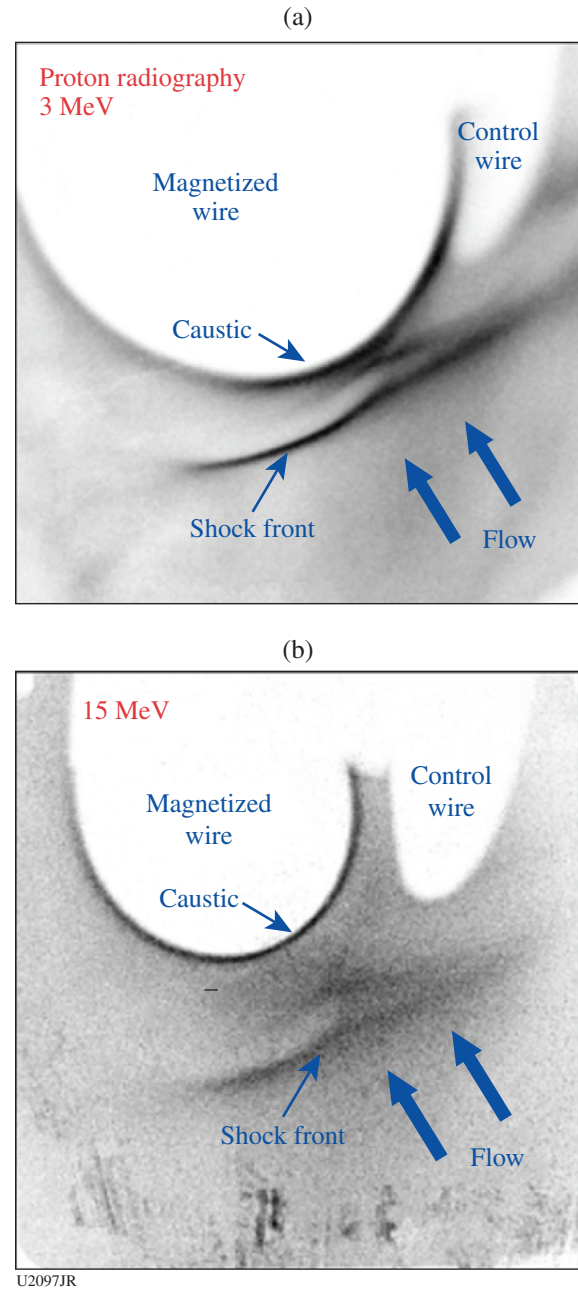 (a)
Proton radiography
3 MeV
Control
wire
Magnetized
wire
Caustic
Shock front
Flow
(b)
15 MeV
Control
wire
Magnetized
wire
Caustic
Shock front
Flow
U2097JR